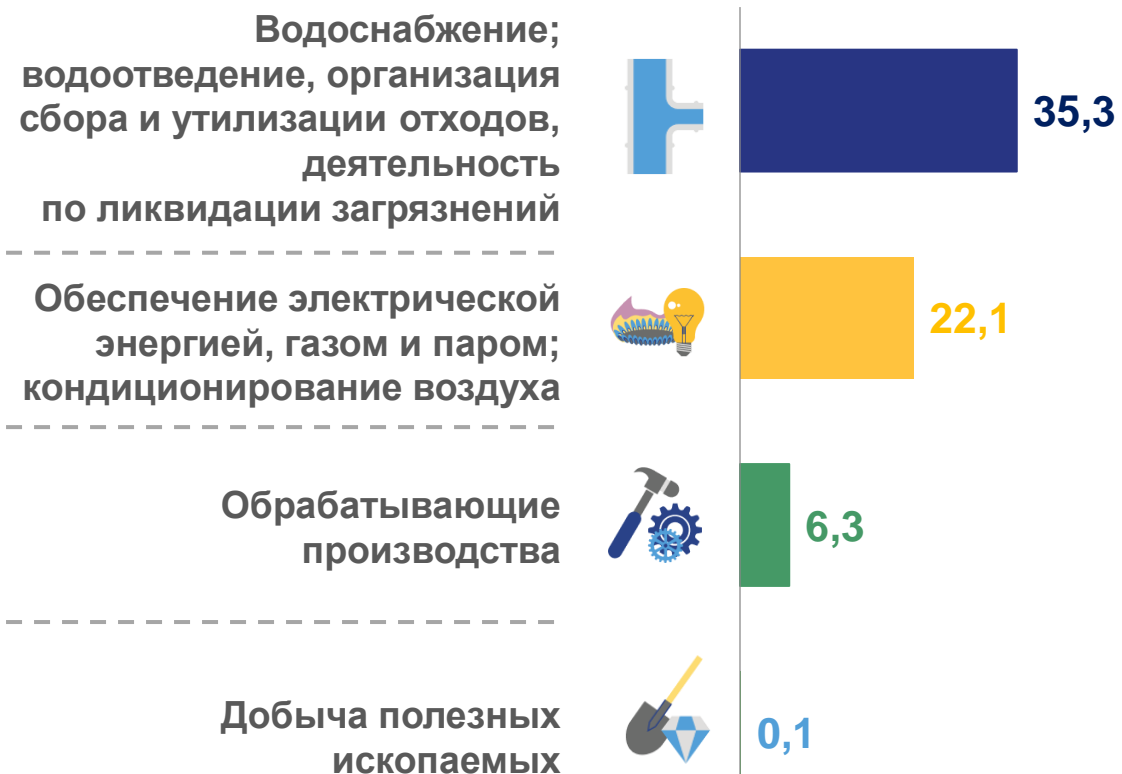 Водоснабжение;
водоотведение, организация
сбора и утилизации отходов,
деятельность
по ликвидации загрязнений
35,3
Обеспечение электрической
энергией, газом и паром;
кондиционирование воздуха
22,1
Обрабатывающие
производства
6,3
Добыча полезных
ископаемых
0,1